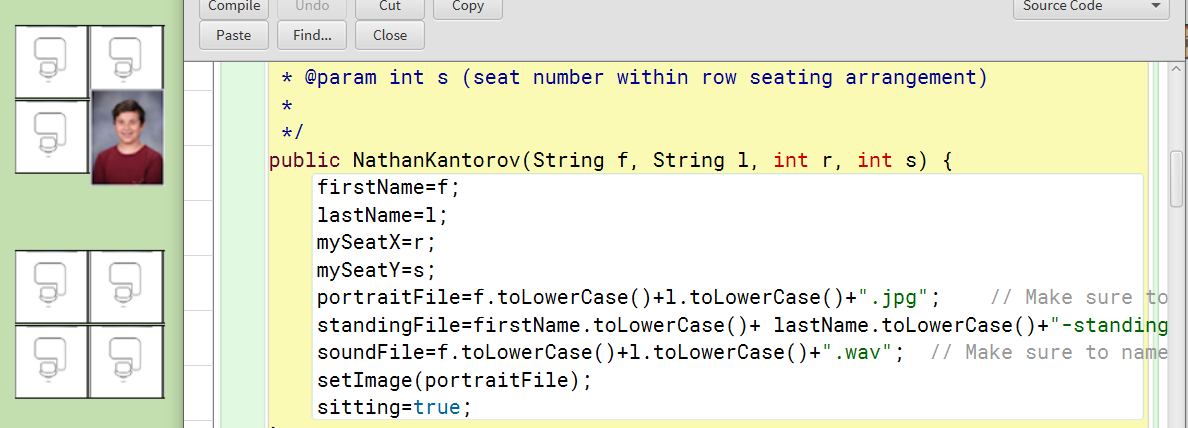 Compile Undo Cut Copy Source Code
Paste Find... Close
* @param int s (seat number within row seating arrangement)
*
*/
public NathanKantorov(String f, String l, int r, int s) {
firstName=f;
lastName=l;
mySeatX=r;
mySeatY=s;
portraitFile=f.toLowerCase()+l.toLowerCase()+".jpg"; // Make sure to
standingFile=firstName.toLowerCase()+ lastName.toLowerCase()+"-standing
soundFile=f.toLowerCase()+l.toLowerCase()+".wav"; // Make sure to name
setImage(portraitFile);
sitting=true;